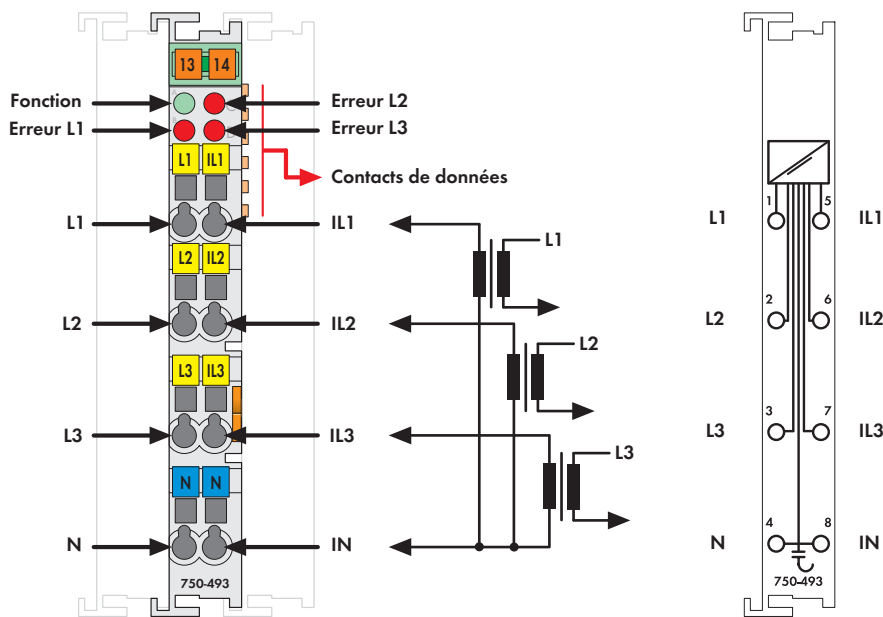 13 14
Fonction
A C
Erreur L2
Erreur L1
B D
Erreur L3
L1 IL1
Contacts de données
L1
IL1
L2 IL2
L2
IL2
L3 IL3
L3
IL3
N N
N
IN
750-493
L1
L2
L3
1 5
L1
IL1
2 6
L2
IL2
3 7
L3
IL3
4 8
N
IN
750-493